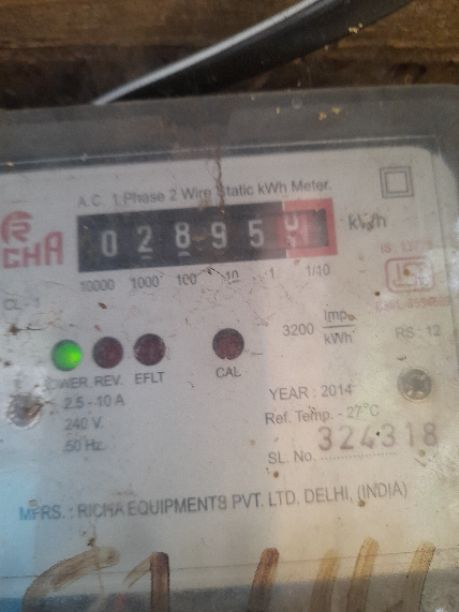 A.C. 1 Phase 2 Wire Static kWh Meter.
RICHA
0 2 8 9 5
kWh
10000 1000 100 10 1 1/10
CL - 1
3200 Imp. / kWh
RS - 12
POWER REV. EFLT CAL
2.5 - 10 A
240 V.
50 Hz.
YEAR : 2014
Ref. Temp. - 27°C
SL. No. 324318
MFRS. : RICHA EQUIPMENTS PVT. LTD. DELHI, (INDIA)